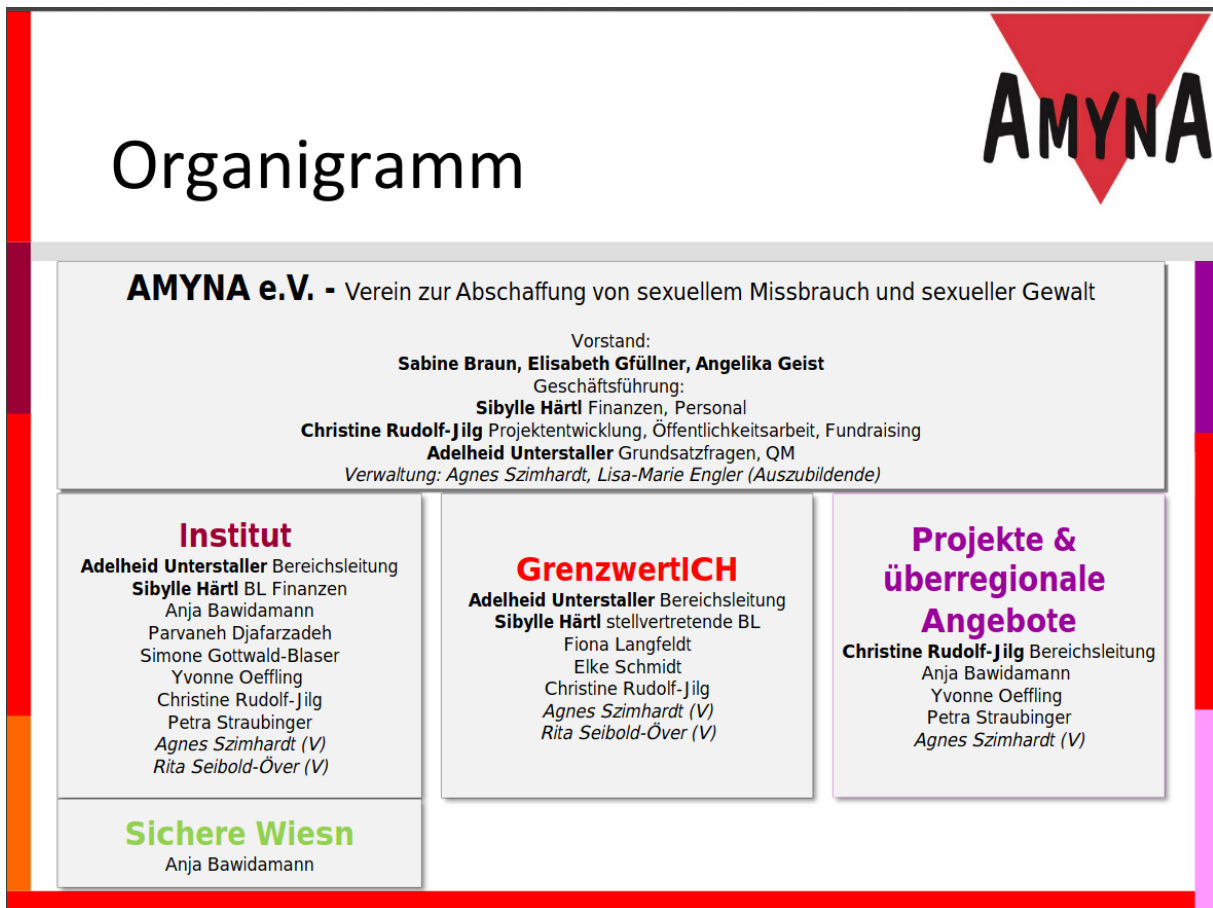 AMYNA
Organigramm
AMYNA e.V. - Verein zur Abschaffung von sexuellem Missbrauch und sexueller Gewalt
Vorstand:
Sabine Braun, Elisabeth Gfüllner, Angelika Geist
Geschäftsführung:
Sibylle Härtl Finanzen, Personal
Christine Rudolf-Jilg Projektentwicklung, Öffentlichkeitsarbeit, Fundraising
Adelheid Unterstaller Grundsatzfragen, QM
Verwaltung: Agnes Szimhardt, Lisa-Marie Engler (Auszubildende)
Institut
Adelheid Unterstaller Bereichsleitung
Sibylle Härtl BL Finanzen
Anja Bawidamann
Parvaneh Djafarzadeh
Simone Gottwald-Blaser
Yvonne Oeffling
Christine Rudolf-Jilg
Petra Straubinger
Agnes Szimhardt (V)
Rita Seibold-Över (V)
Sichere Wiesn
Anja Bawidamann
GrenzwertICH
Adelheid Unterstaller Bereichsleitung
Sibylle Härtl stellvertretende BL
Fiona Langfeldt
Elke Schmidt
Christine Rudolf-Jilg
Agnes Szimhardt (V)
Rita Seibold-Över (V)
Projekte &
überregionale
Angebote
Christine Rudolf-Jilg Bereichsleitung
Anja Bawidamann
Yvonne Oeffling
Petra Straubinger
Agnes Szimhardt (V)